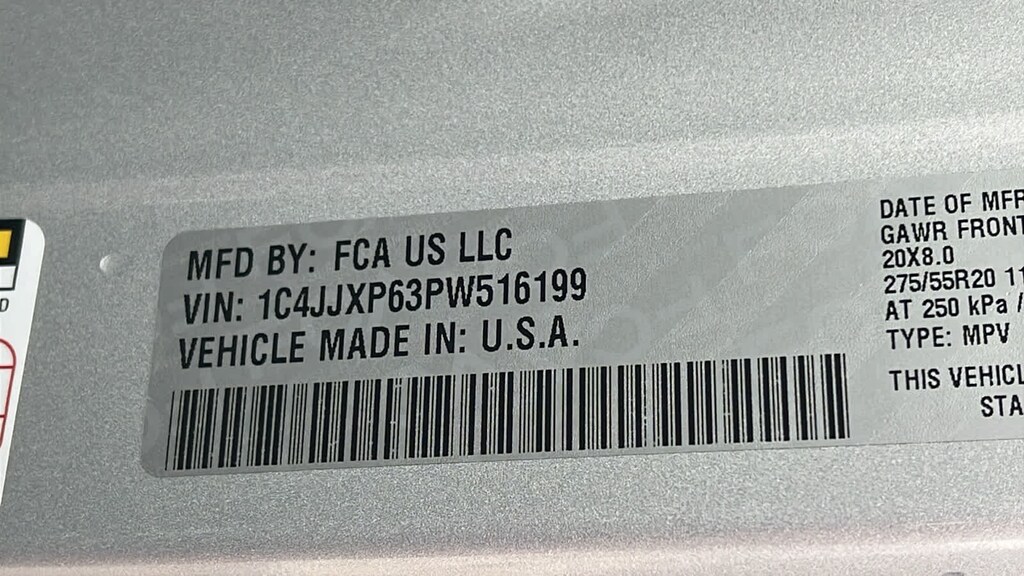 MFD BY: FCA US LLC
VIN: 1C4JJXP63PW516199
VEHICLE MADE IN: U.S.A.
DATE OF MFR
GAWR FRONT
20X8.0
275/55R20 11
AT 250 kPa /
TYPE: MPV
THIS VEHICL
STA
D